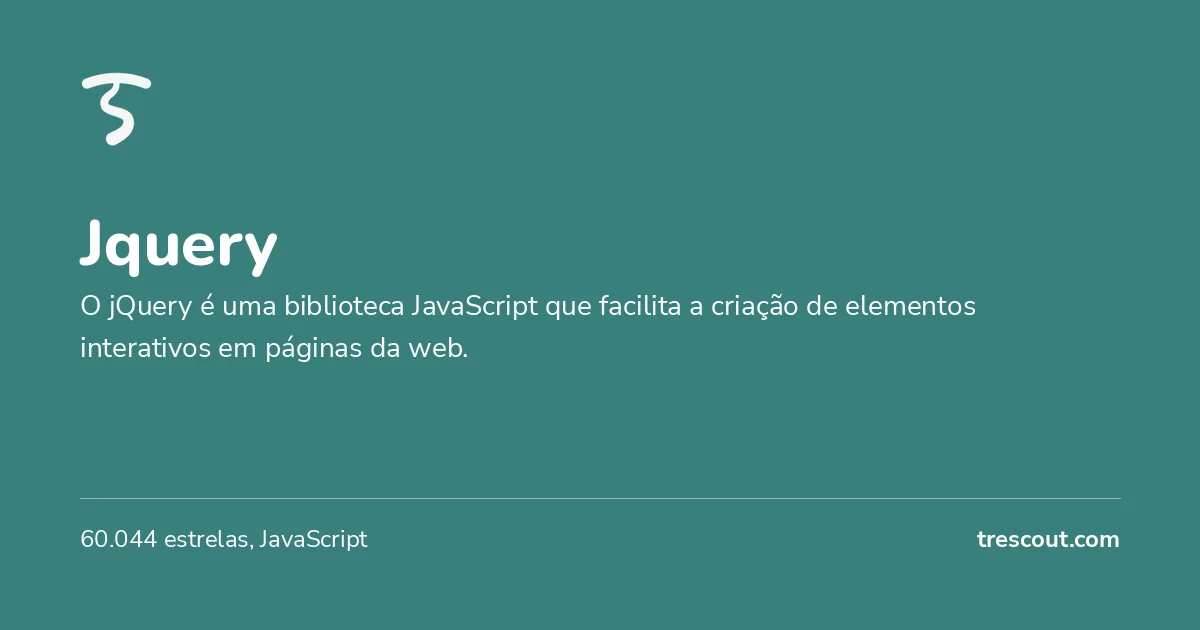 Jquery
O jQuery é uma biblioteca JavaScript que facilita a criação de elementos
interativos em páginas da web.
60.044 estrelas, JavaScript
trescout.com